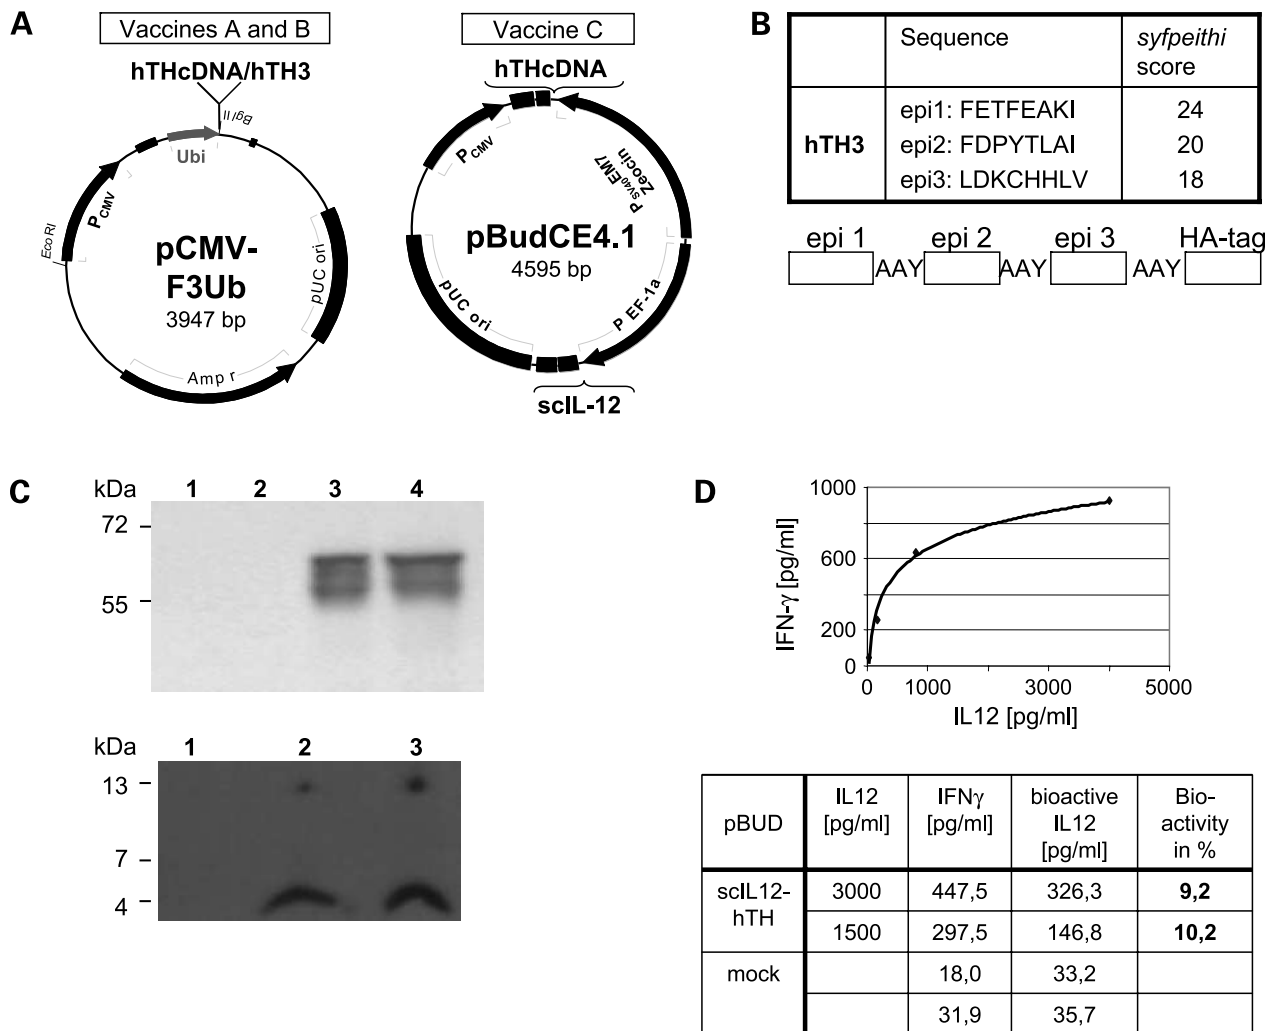 A
Vaccines A and B
hTHcDNA/hTH3
Bgl II
Ubi
PCMV
Eco RI
pCMV-
F3Ub
3947 bp
pUC ori
Amp r
Vaccine C
hTHcDNA
PCMV
PSV40EM7
Zeocin
pBudCE4.1
4595 bp
pUC ori
P EF-1a
scIL-12
B
Sequence
syfpeithi
score
hTH3
epi1: FETFEAKI 24
epi2: FDPYTLAI 20
epi3: LDKCHHLV 18
epi 1 epi 2 epi 3 HA-tag
AAY AAY AAY
C
kDa 1 2 3 4
72
55
kDa 1 2 3
13
7
4
D
1000
600
200
0
IFN-γ [pg/ml]
0 1000 3000 5000
IL12 [pg/ml]
pBUD
IL12
[pg/ml]
IFNγ
[pg/ml]
bioactive
IL12
[pg/ml]
Bio-
activity
in %
scIL12-
hTH
3000 447,5 326,3 9,2
1500 297,5 146,8 10,2
mock
18,0 33,2
31,9 35,7